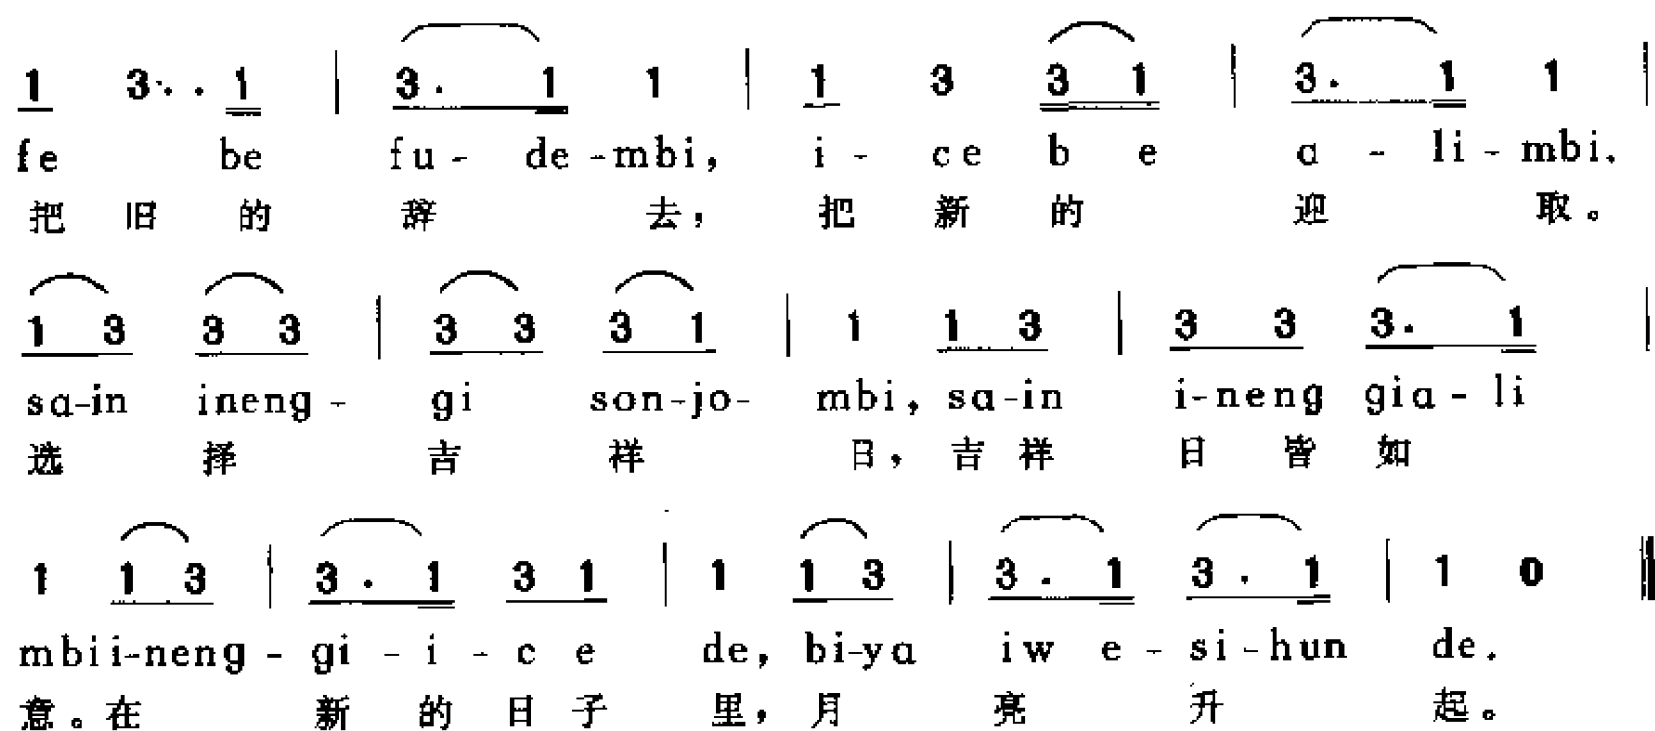 1 3·. . 1 | 3. 1 1 | 1 3 3 1 | 3. 1 1 |
fe be fu- de-mbi, i- ce b e a - li-mbi.
把 旧 的 辞 去, 把 新 的 迎 取。
1 3 3 3 | 3 3 3 1 | 1 1 3 | 3 3 3. 1 |
sa-in ineng- gi son-jo- mbi, sa-in i-neng gia-li
选 择 吉 祥 日, 吉 祥 日 皆 如
1 1 3 | 3. 1 3 1 | 1 1 3 | 3. 1 3. 1 | 1 0
mbii-neng-gi-i-c e de, bi-ya iw e-si-hun de.
意。在 新 的 日 子 里, 月 亮 升 起。